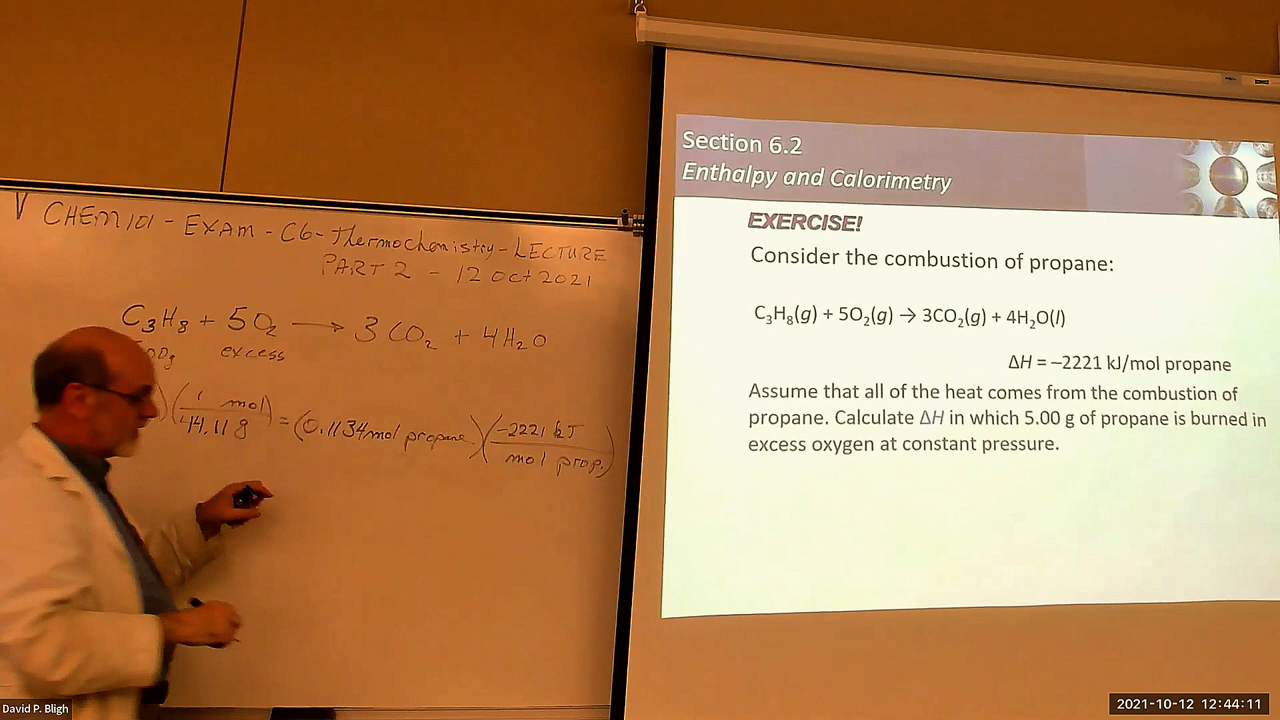 CHEM 101 - EXAM - C6 - Thermochemistry - LECTURE
PART 2 - 12 Oct 2021
C₃H₈ + 5O₂ → 3CO₂ + 4H₂O
excess
(1 mol / 44.11 g) = (0.1134 mol propane)(-2221 kJ / mol prop.)
Section 6.2
Enthalpy and Calorimetry
EXERCISE!
Consider the combustion of propane:
C₃H₈(g) + 5O₂(g) → 3CO₂(g) + 4H₂O(l)
ΔH = –2221 kJ/mol propane
Assume that all of the heat comes from the combustion of
propane. Calculate ΔH in which 5.00 g of propane is burned in
excess oxygen at constant pressure.
David P. Bligh
2021-10-12 12:44:11